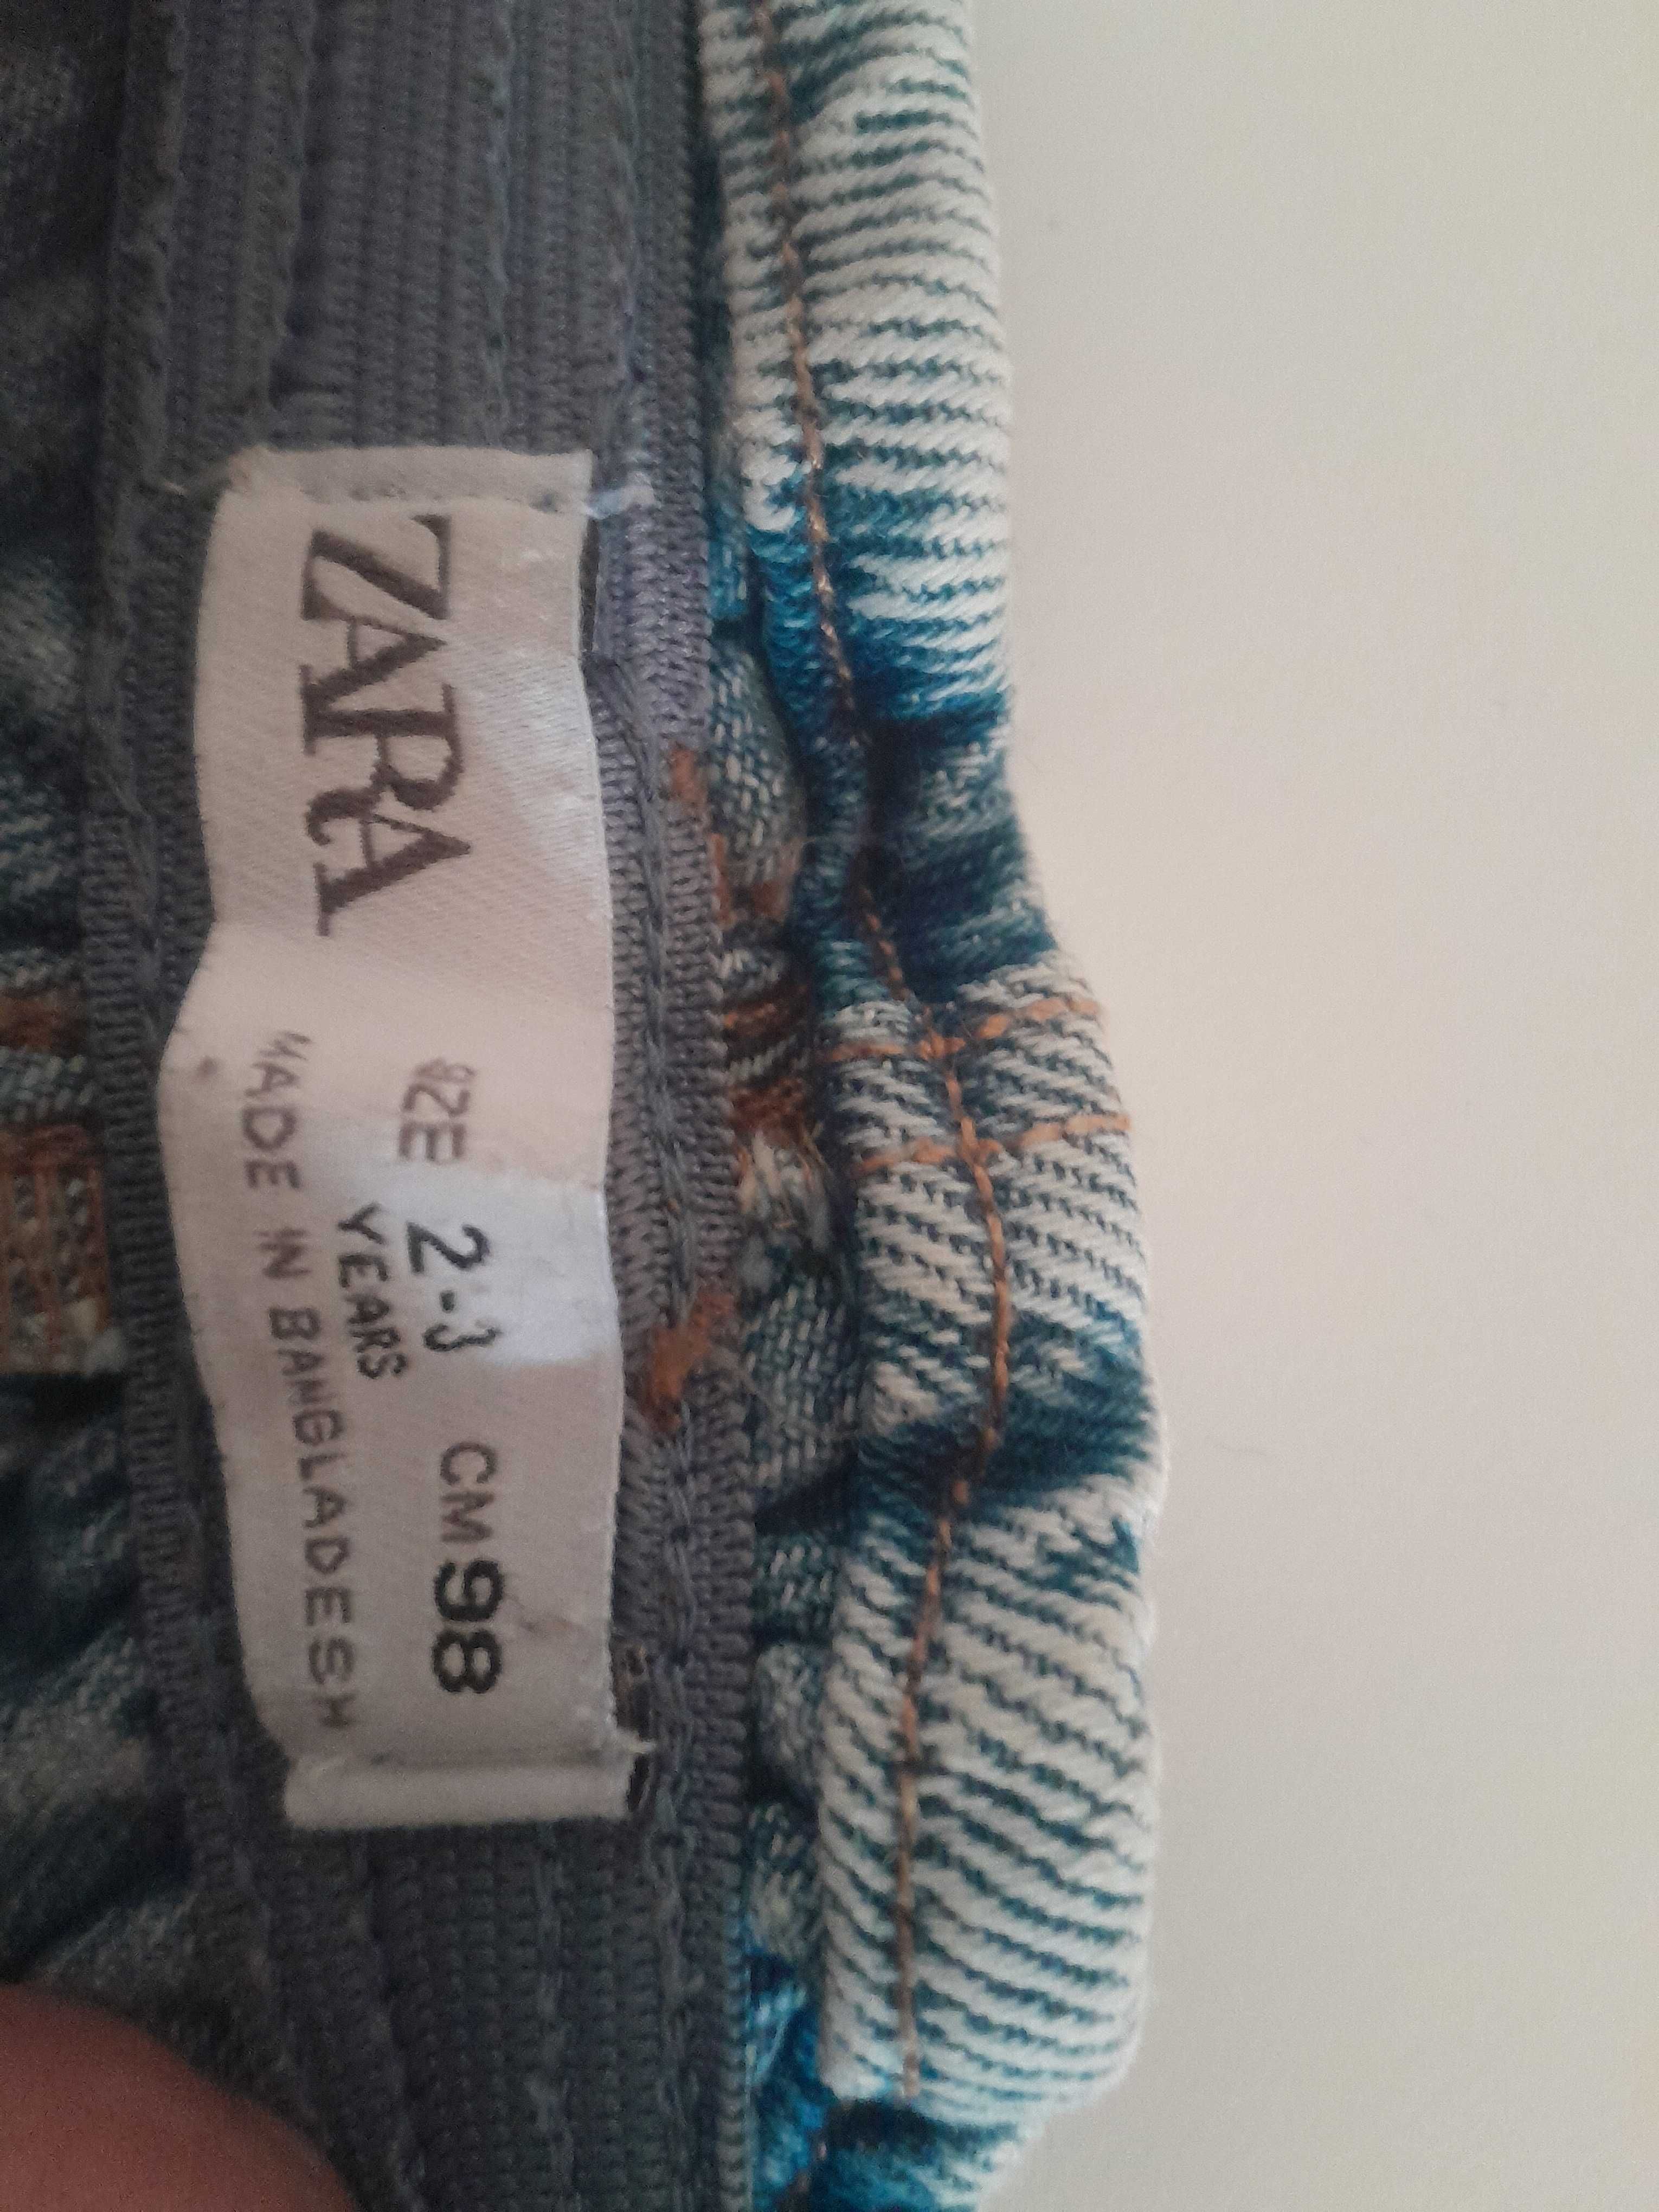 ZARA
SIZE 2-3 CM 98
YEARS
MADE IN BANGLADESH